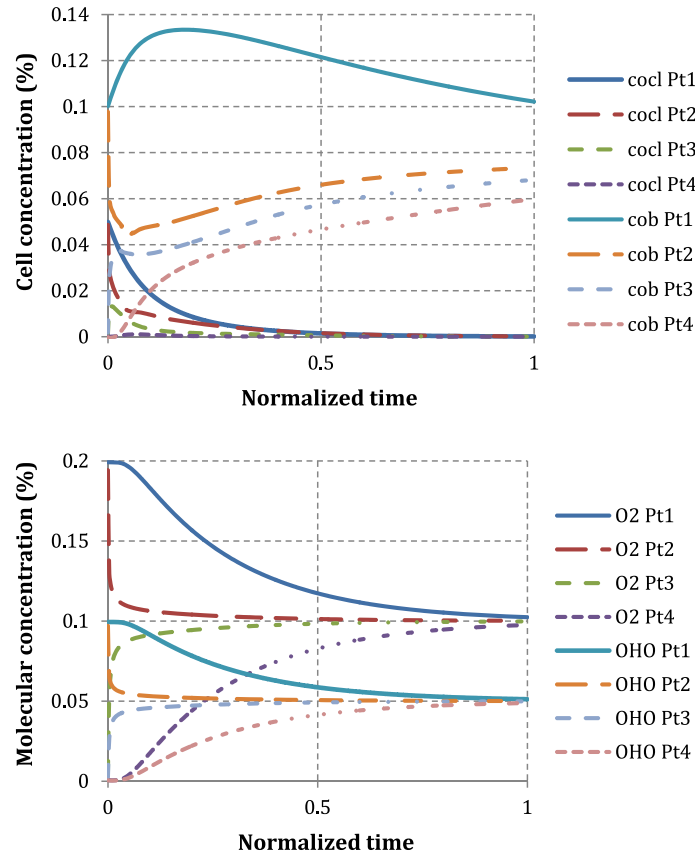 Cell concentration (%)
0.14
0.12
0.1
0.08
0.06
0.04
0.02
0
0
0.5
1
Normalized time
cocl Pt1
cocl Pt2
cocl Pt3
cocl Pt4
cob Pt1
cob Pt2
cob Pt3
cob Pt4
Molecular concentration (%)
0.2
0.15
0.1
0.05
0
0
0.5
1
Normalized time
O2 Pt1
O2 Pt2
O2 Pt3
O2 Pt4
OHO Pt1
OHO Pt2
OHO Pt3
OHO Pt4